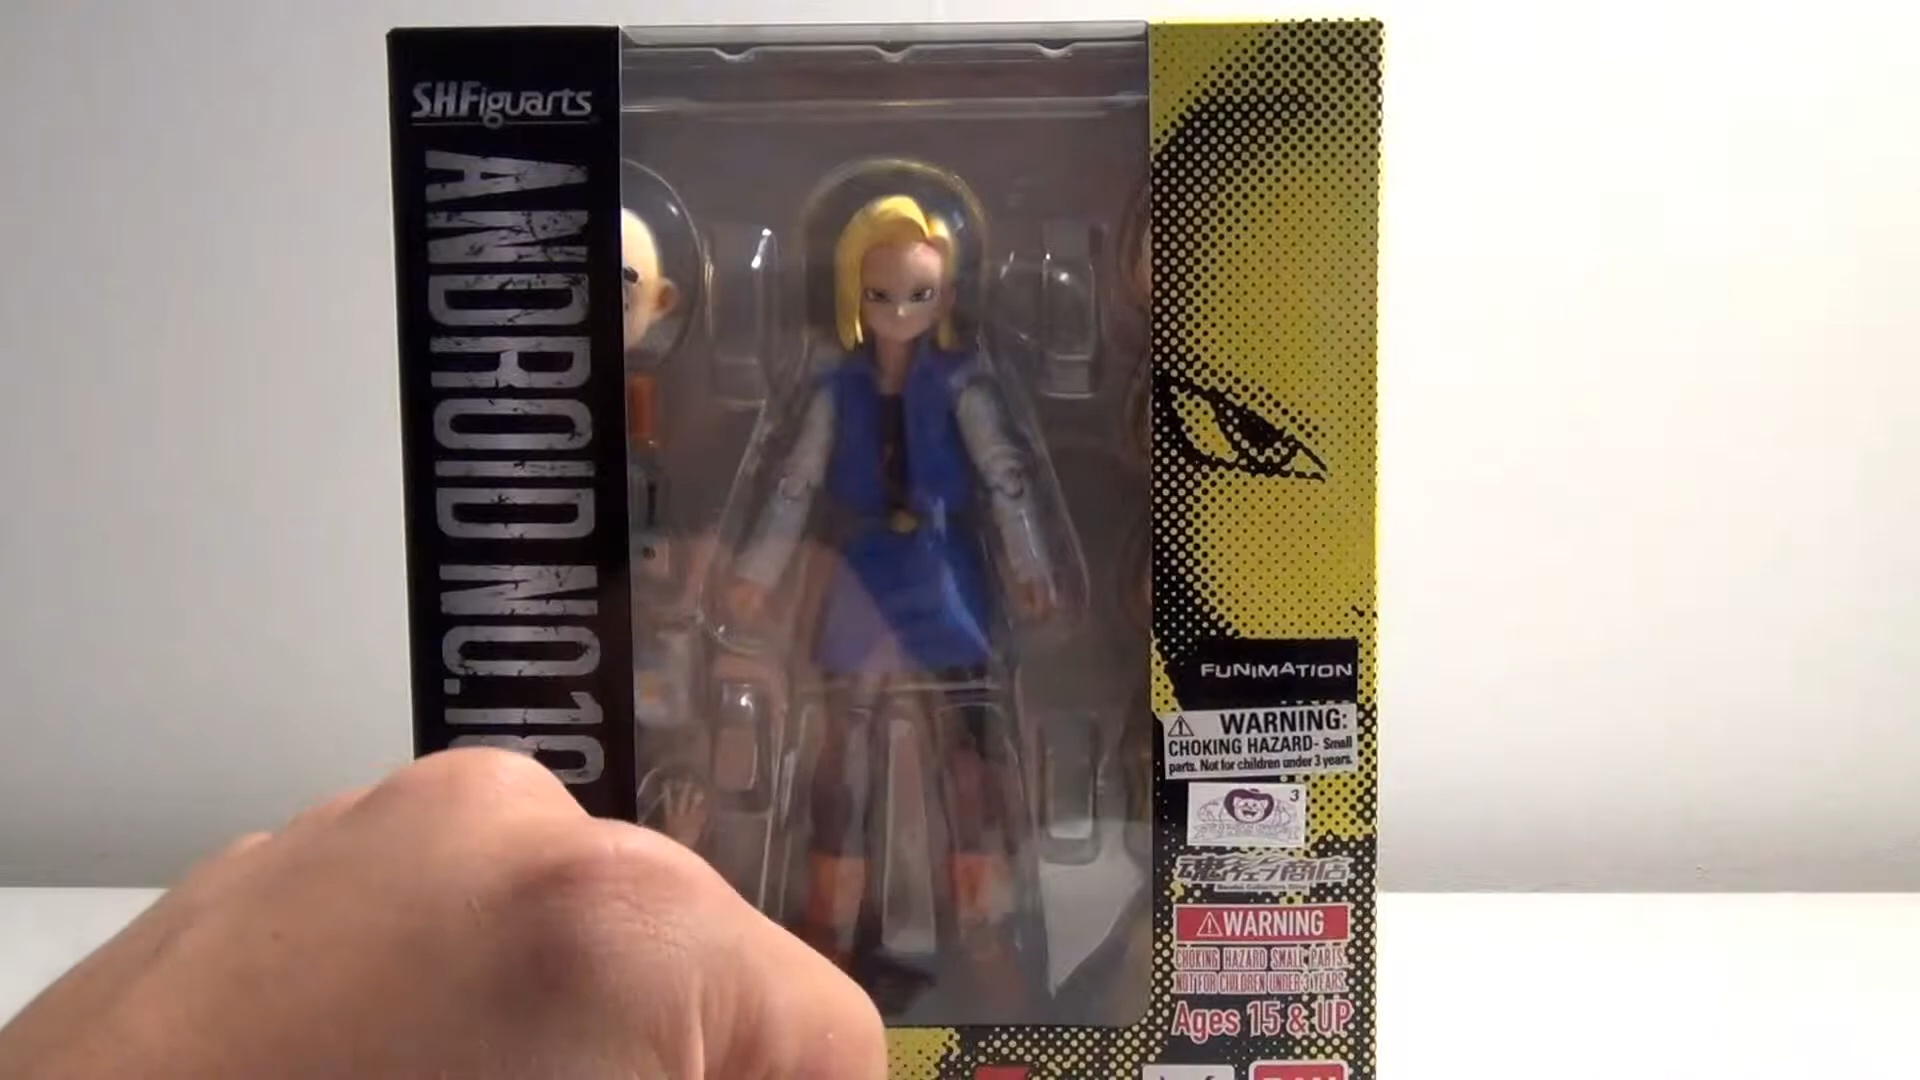 S.H.Figuarts
ANDROID NO.18
FUNIMATION
WARNING:
CHOKING HAZARD- Small
parts. Not for children under 3 years.
3
魂ウェブ商店
WARNING
CHOKING HAZARD SMALL PARTS.
NOT FOR CHILDREN UNDER 3 YEARS.
Ages 15 & UP